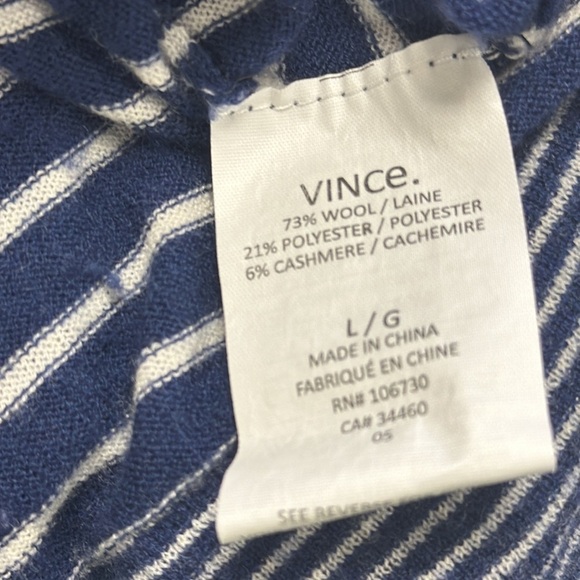 VINCe.
73% WOOL / LAINE
21% POLYESTER / POLYESTER
6% CASHMERE / CACHEMIRE
L / G
MADE IN CHINA
FABRIQUÉ EN CHINE
RN# 106730
CA# 34460
05
SEE REVERSE